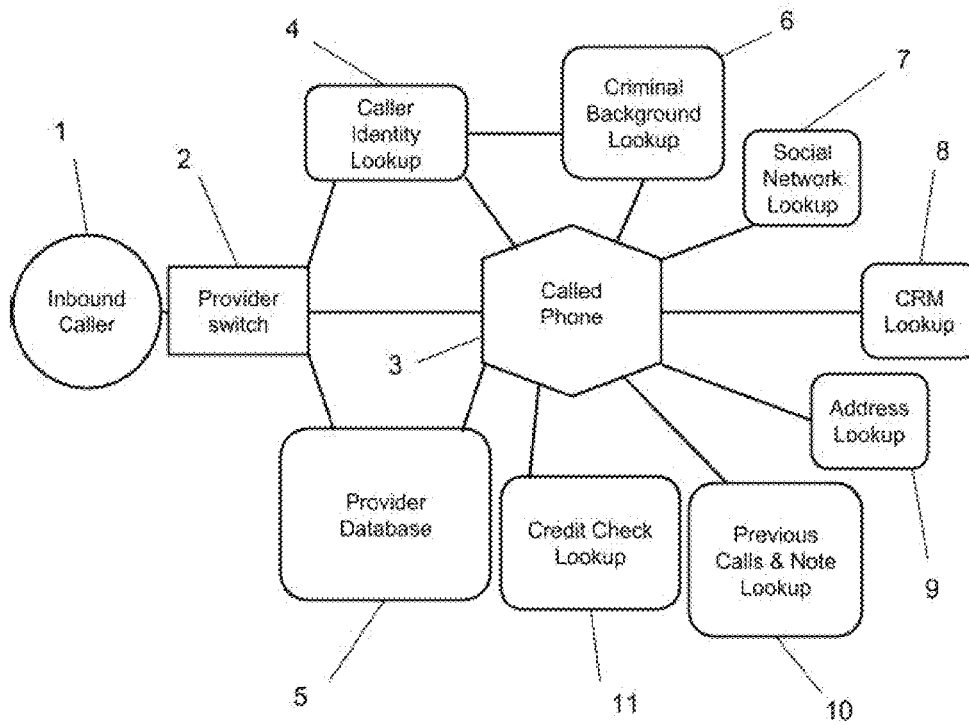 6
4
7
Criminal
Background
Lookup
Caller
Identity
Lookup
1
2
Social
Network
Lookup
8
Inbound
Caller
Provider
switch
Called
Phone
CRM
Lookup
3
Address
Lookup
Provider
Database
Credit Check
Lookup
Previous
Calls & Note
Lookup
9
5
11
10